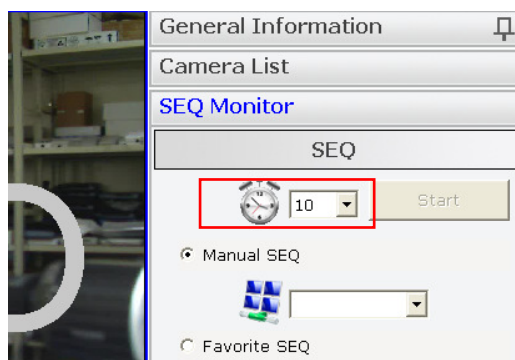 General Information
Camera List
SEQ Monitor
SEQ
10
Start
Manual SEQ
Favorite SEQ